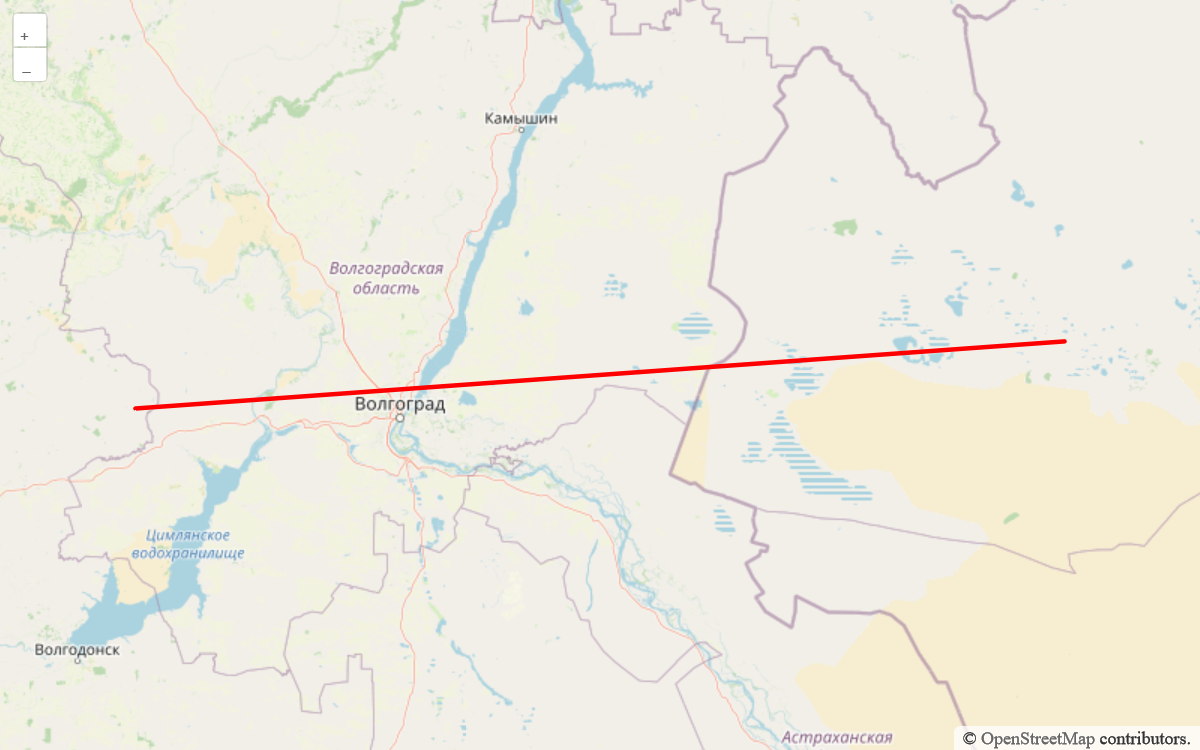 +
–
Камышин
Волгоградская
область
Волгоград
Цимлянское
водохранилище
Волгодонск
Астраханская
© OpenStreetMap contributors.